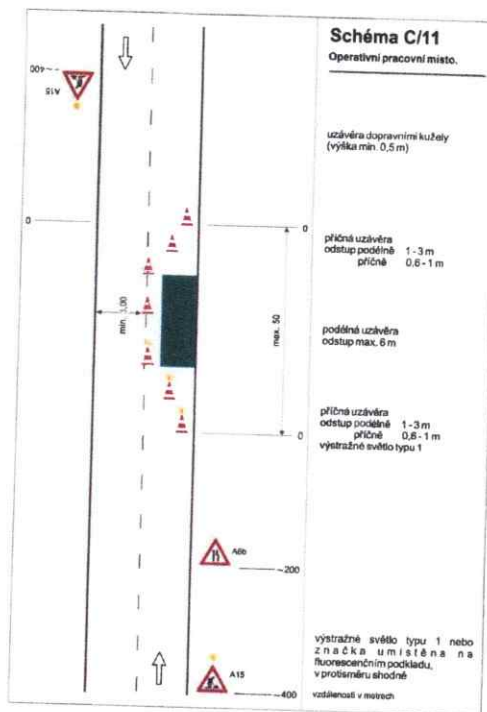 Schéma C/11
Operativní pracovní místo.
~400
A15
uzávěra dopravními kužely
(výška min. 0,5 m)
0
0
příčná uzávěra
odstup podélně 1 - 3 m
příčně 0,6 - 1 m
min. 3,00
max. 50
podélná uzávěra
odstup max. 6 m
příčná uzávěra
odstup podélně 1 - 3 m
příčně 0,6 - 1 m
výstražné světlo typu 1
0
A6b
~200
výstražné světlo typu 1 nebo
značka umístěna na
fluorescenčním podkladu,
v protisměru shodně
A15
~400
vzdálenosti v metrech